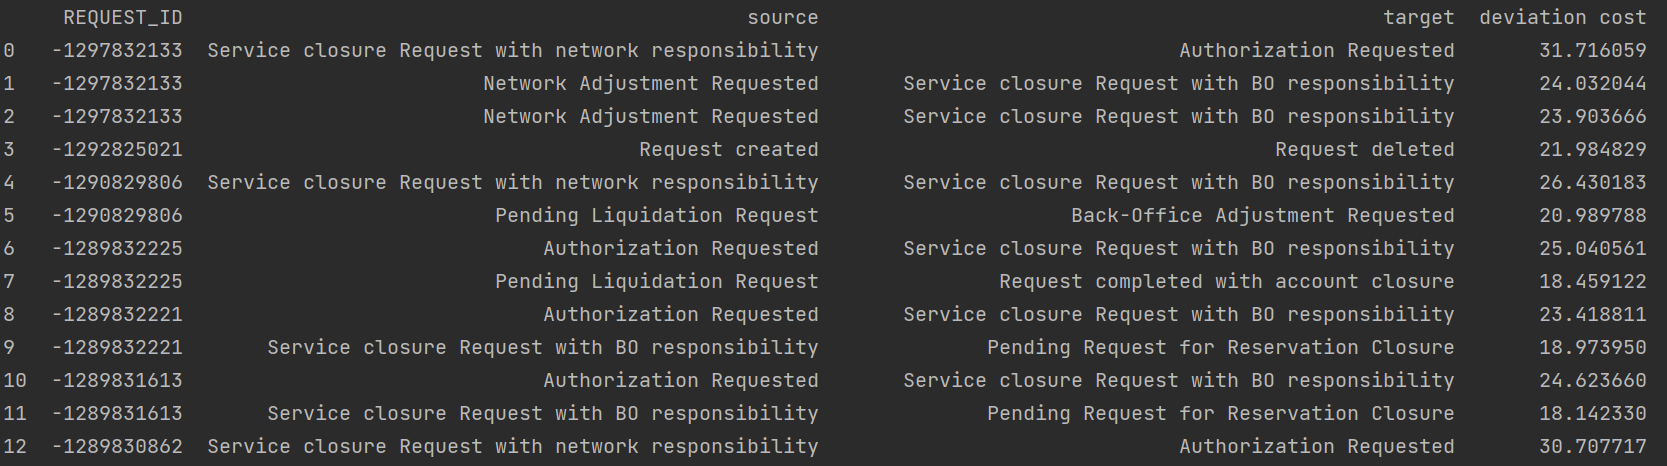 REQUEST_ID source target deviation cost
0 -1297832133 Service closure Request with network responsibility Authorization Requested 31.716059
1 -1297832133 Network Adjustment Requested Service closure Request with BO responsibility 24.032044
2 -1297832133 Network Adjustment Requested Service closure Request with BO responsibility 23.903666
3 -1292825021 Request created Request deleted 21.984829
4 -1290829806 Service closure Request with network responsibility Service closure Request with BO responsibility 26.430183
5 -1290829806 Pending Liquidation Request Back-Office Adjustment Requested 20.989788
6 -1289832225 Authorization Requested Service closure Request with BO responsibility 25.040561
7 -1289832225 Pending Liquidation Request Request completed with account closure 18.459122
8 -1289832221 Authorization Requested Service closure Request with BO responsibility 23.418811
9 -1289832221 Service closure Request with BO responsibility Pending Request for Reservation Closure 18.973950
10 -1289831613 Authorization Requested Service closure Request with BO responsibility 24.623660
11 -1289831613 Service closure Request with BO responsibility Pending Request for Reservation Closure 18.142330
12 -1289830862 Service closure Request with network responsibility Authorization Requested 30.707717